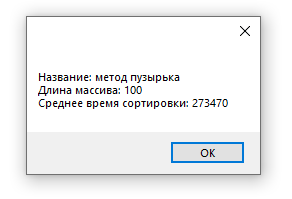 Название: метод пузырька
Длина массива: 100
Среднее время сортировки: 273470
OK